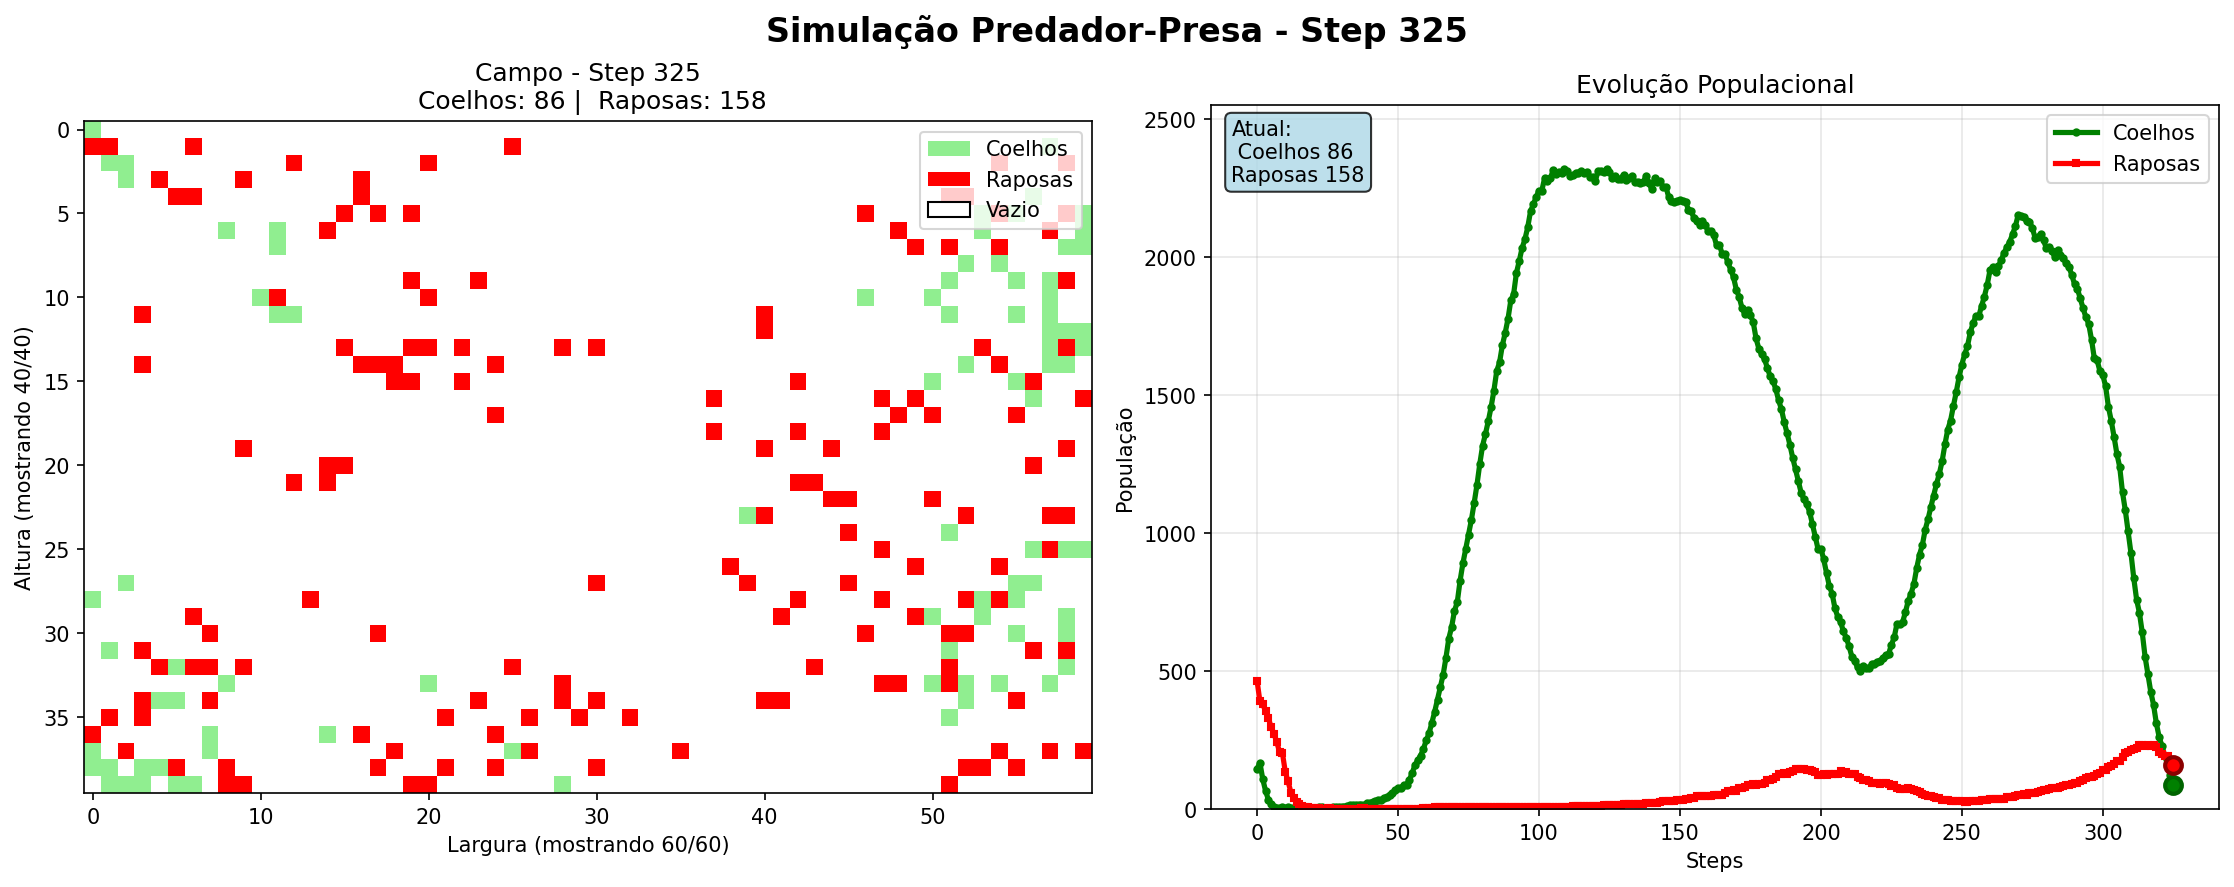 Simulação Predador-Presa - Step 325
Campo - Step 325
Coelhos: 86 |  Raposas: 158
Coelhos
Raposas
Vazio
0
5
10
15
20
25
30
35
Altura (mostrando 40/40)
0
10
20
30
40
50
Largura (mostrando 60/60)
Evolução Populacional
Atual:
Coelhos 86
Raposas 158
Coelhos
Raposas
2500
2000
1500
1000
500
0
População
0
50
100
150
200
250
300
Steps